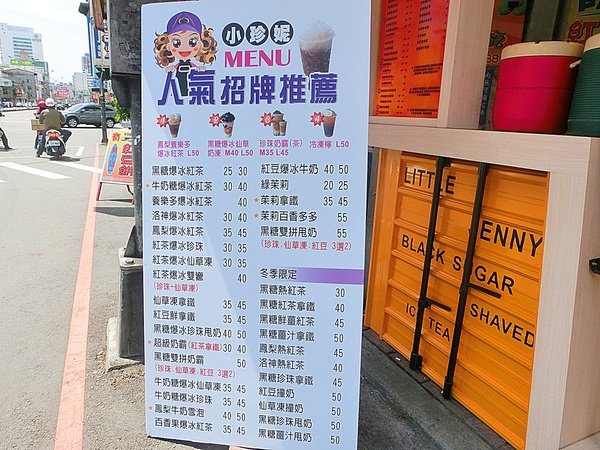 小珍妮
MENU
人氣招牌推薦
鳳梨養樂多
爆冰紅茶 L50
黑糖爆冰仙草
奶凍 M40 L50
珍珠奶霸(茶)
M35 L45
冷凍檸 L50
黑糖爆冰紅茶 25 30
*牛奶糖爆冰紅茶 30 40
養樂多爆冰紅茶 40
洛神爆冰紅茶 30 40
鳳梨爆冰紅茶 35 45
紅茶爆冰珍珠 30 35
紅茶爆冰仙草凍 30 35
紅茶爆冰雙響 40
(珍珠+仙草凍)
仙草凍拿鐵 35 45
紅豆鮮拿鐵 35 45
黑糖爆冰珍珠甩奶 40 50
*超級奶霸(紅茶拿鐵) 30 40
黑糖雙拼奶霸 50
(珍珠.仙草凍.紅豆 3選2)
牛奶糖爆冰仙草凍 35 45
牛奶糖爆冰珍珠 35 45
*鳳梨牛奶雪泡 40 50
百香果爆冰紅茶 35 45
紅豆爆冰牛奶 40 50
綠茉莉 20 25
*茉莉拿鐵 35 45
*茉莉百香多多 55
黑糖雙拼甩奶 55
(珍珠.仙草凍.紅豆 3選2)
冬季限定
黑糖熱紅茶 30
黑糖紅茶拿鐵 40
黑糖鮮薑紅茶 45
黑糖薑汁拿鐵 50
鳳梨熱紅茶 45
洛神熱紅茶 40
黑糖珍珠拿鐵 45
紅豆撞奶 50
仙草凍撞奶 50
黑糖珍珠甩奶 50
黑糖薑汁甩奶 50
LITTLE
ENNY
BLACK SUGAR
ICE TEA SHAVED